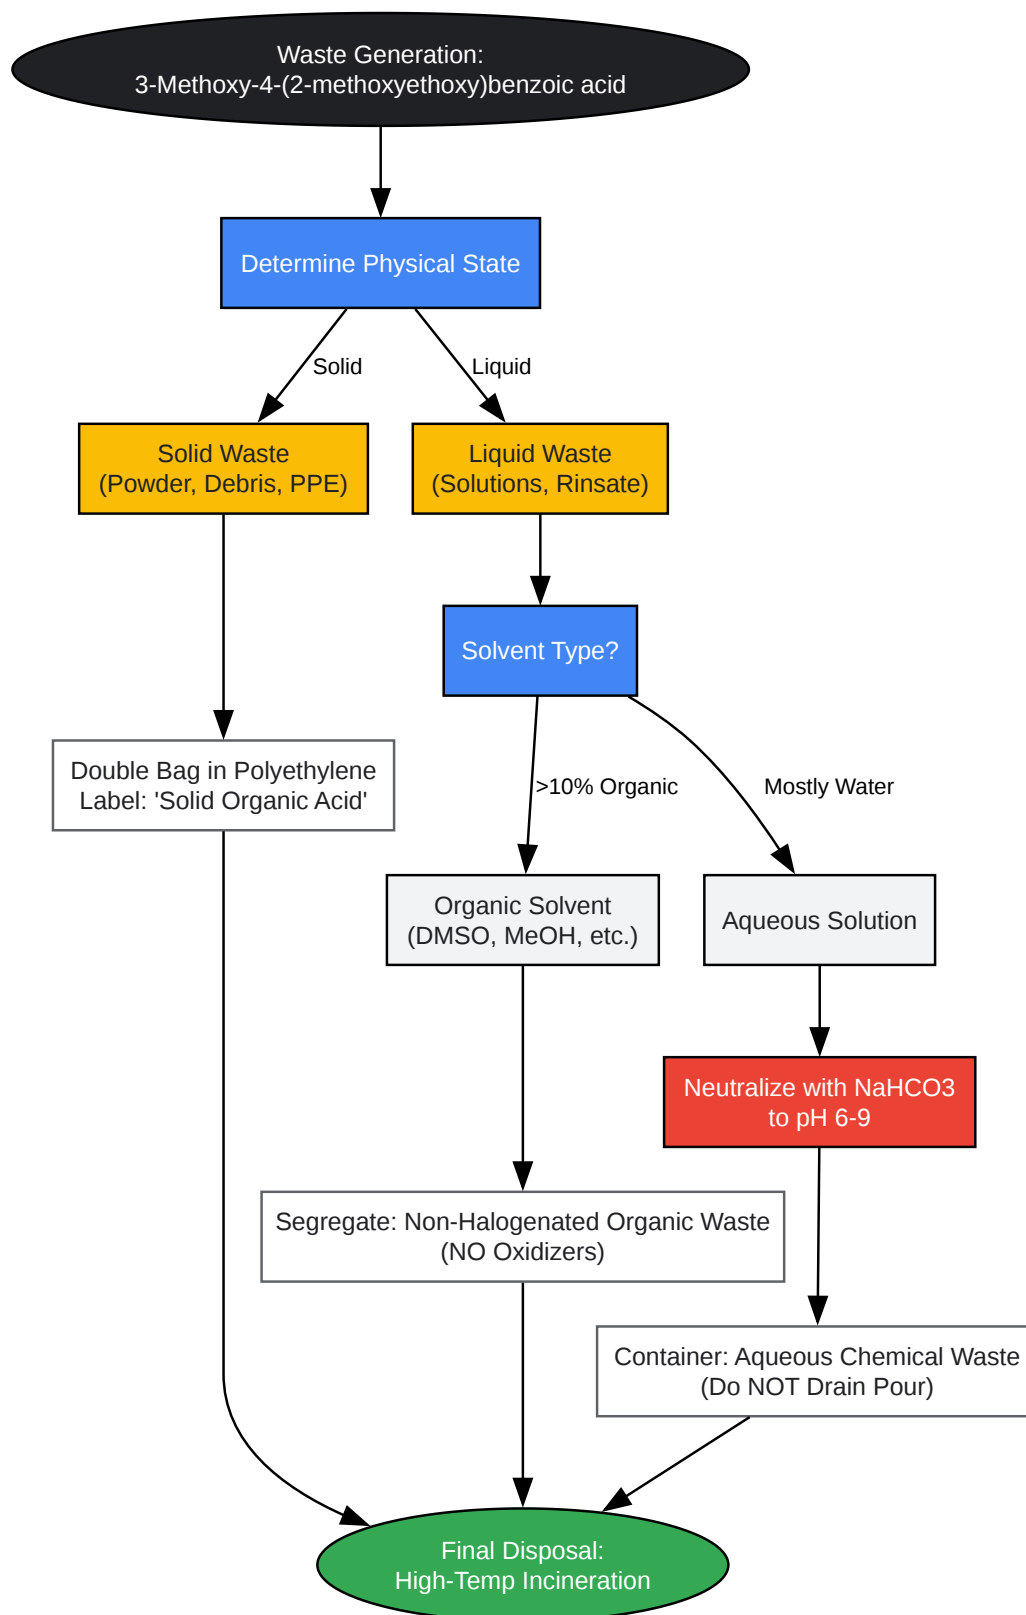 Waste Generation:
3-Methoxy-4-(2-methoxyethoxy)benzoic acid
Determine Physical State
Solid
Liquid
Solid Waste
(Powder, Debris, PPE)
Liquid Waste
(Solutions, Rinsate)
Solvent Type?
Double Bag in Polyethylene
Label: 'Solid Organic Acid'
>10% Organic
Mostly Water
Organic Solvent
(DMSO, MeOH, etc.)
Aqueous Solution
Neutralize with NaHCO3
to pH 6-9
Segregate: Non-Halogenated Organic Waste
(NO Oxidizers)
Container: Aqueous Chemical Waste
(Do NOT Drain Pour)
Final Disposal:
High-Temp Incineration